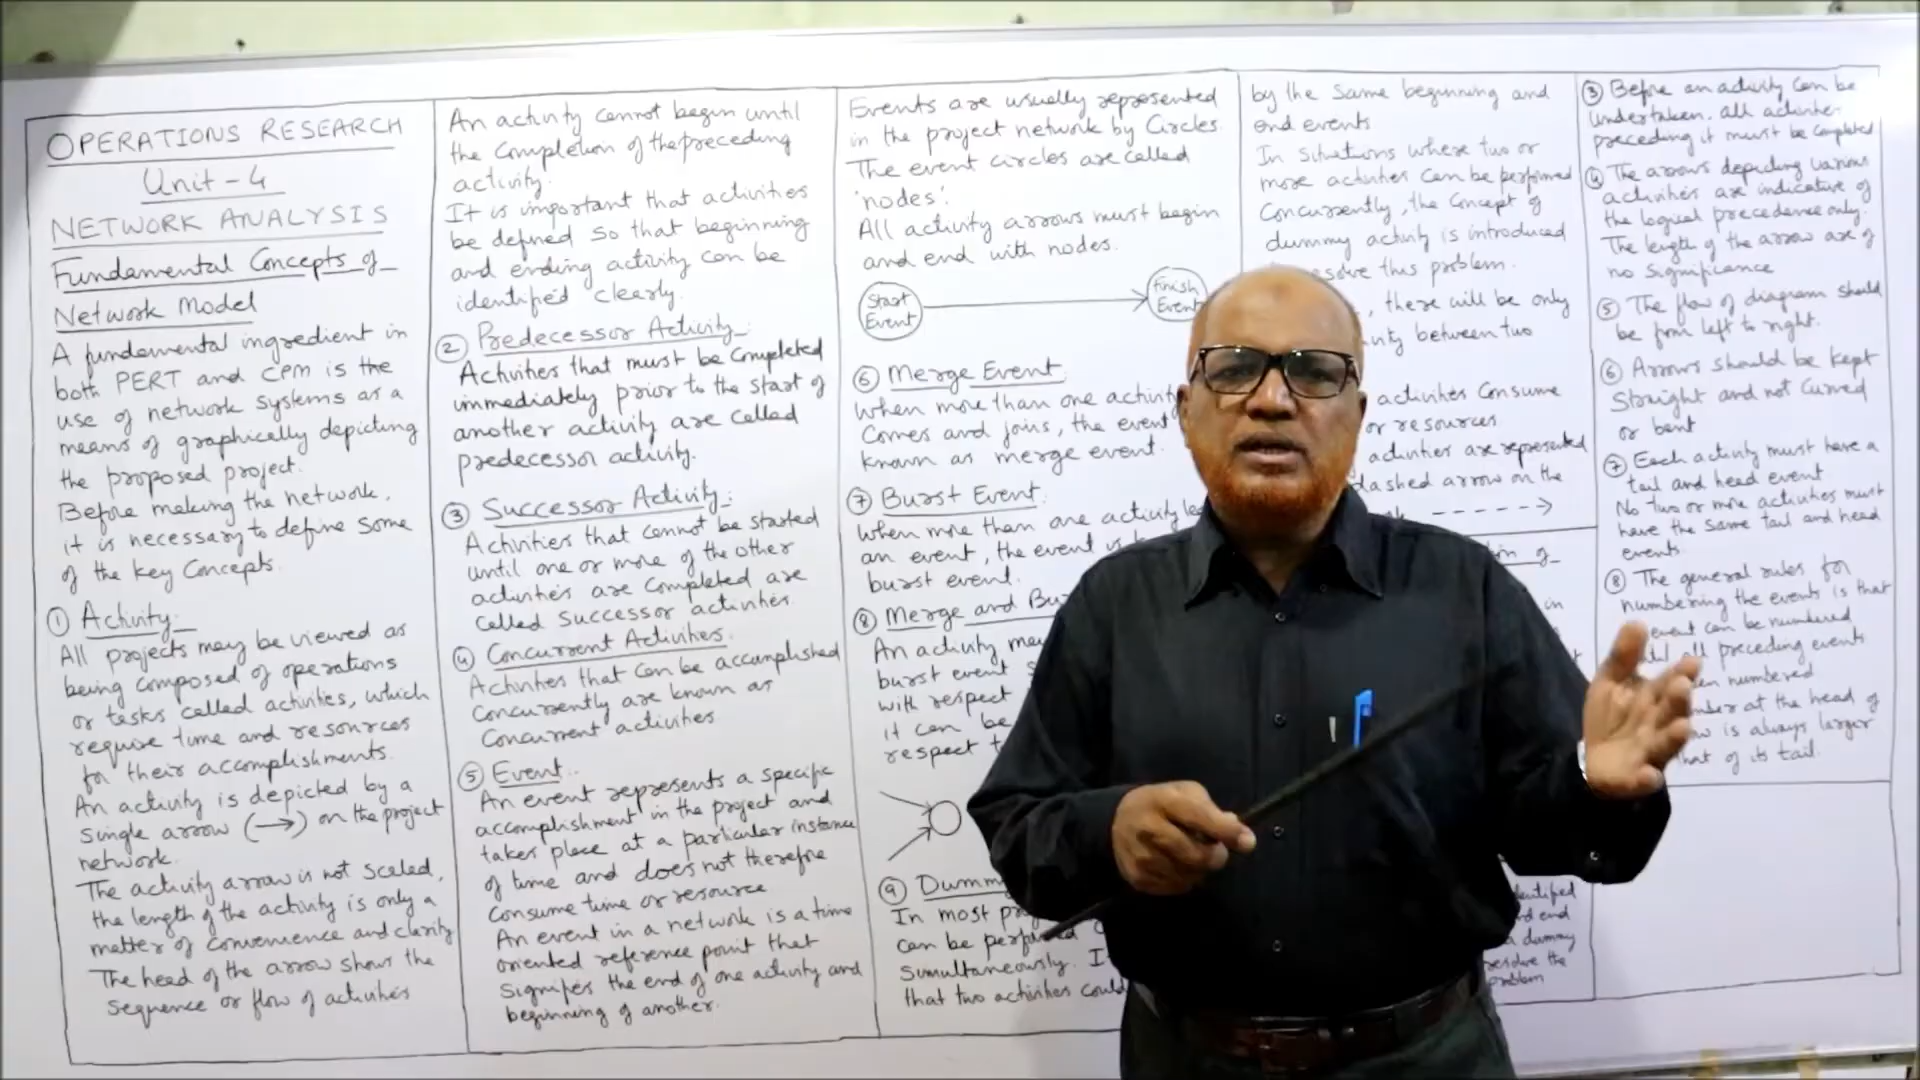 OPERATIONS RESEARCH
Unit-4
NETWORK ANALYSIS
Fundamental Concepts of
Network Model
A fundamental ingredient in
both PERT and CPM is the
use of network systems as a
means of graphically depicting
the proposed project.
Before making the network,
it is necessary to define some
of the key Concepts.
① Activity:
All projects may be viewed as
being composed of operations
or tasks called activities, which
require time and resources
for their accomplishments.
An activity is depicted by a
single arrow (→) on the project
network.
The activity arrow is not scaled,
the length of the activity is only a
matter of convenience and clarity
The head of the arrow shows the
sequence or flow of activities
An activity cannot begin until
the completion of the preceding
activity.
It is important that activities
be defined so that beginning
and ending activity can be
identified clearly.
② Predecessor Activity:
Activities that must be completed
immediately prior to the start of
another activity are called
predecessor activity.
③ Successor Activity:
Activities that cannot be started
until one or more of the other
activities are completed are
called successor activities.
④ Concurrent Activities.
Activities that can be accomplished
concurrently are known as
concurrent activities
⑤ Event.
An event represents a specific
accomplishment in the project and
takes place at a particular instance
of time and does not therefore
consume time or resource
An event in a network is a time
oriented reference point that
signifies the end of one activity and
beginning of another.
Events are usually represented
in the project network by Circles.
The event circles are called
'nodes'.
All activity arrows must begin
and end with nodes.
Start
Event
Finish
Event
⑥ Merge Event
When more than one activity
comes and joins, the event
known as merge event.
⑦ Burst Event.
When more than one activity
an event, the event
burst event.
⑧ Merge and
An activity may
burst event
with respect
it can be
respect
⑨ Dummy
In most
can be performed
simultaneously.
that two activities could
by the same beginning and
end events
In situations where two or
more activities can be performed
concurrently, the concept of
dummy activity is introduced
this problem.
, there will be only
between two
activities consume
or resources
activities are represented
dashed arrow on the
of
in
identified
end
a dummy
resolve the
problem
③ Before an activity can be
undertaken, all activities
preceding it must be completed
④ The arrows depicting various
activities are indicative of
the logical precedence only.
The length of the arrow are of
no significance
⑤ The flow of diagram should
be from left to right.
⑥ Arrows should be kept
straight and not curved
or bent
⑦ Each activity must have a
tail and head event
No two or more activities must
have the same tail and head
events.
⑧ The general rules for
numbering the events is that
event can be numbered
all preceding events
numbered
at the head of
is always larger
that of its tail.